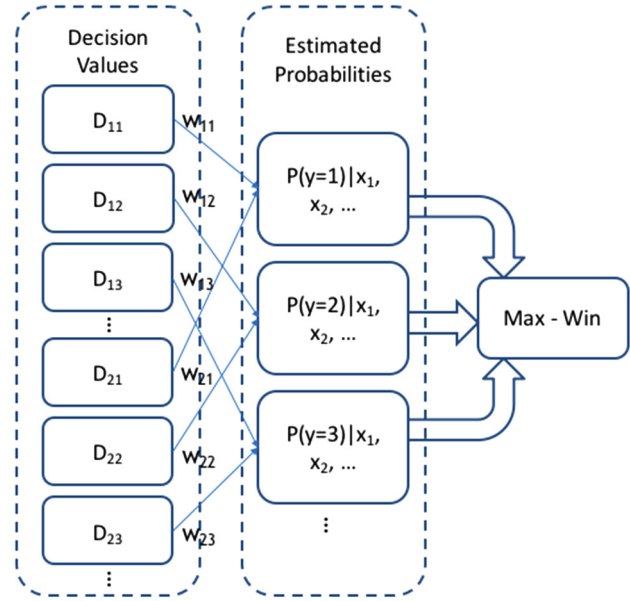 Decision
Values
D11
D12
D13
⋮
D21
D22
D23
⋮
w11
w12
w13
w21
w22
w23
Estimated
Probabilities
P(y=1)|x1,
x2, ...
P(y=2)|x1,
x2, ...
P(y=3)|x1,
x2, ...
⋮
Max - Win